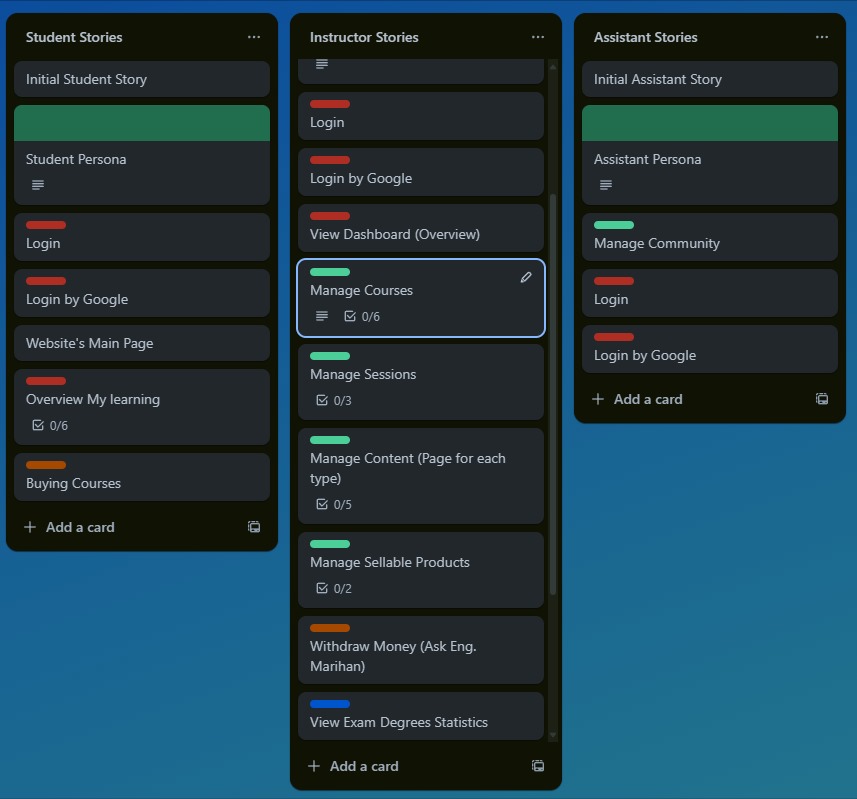 Student Stories
Initial Student Story
Student Persona
Login
Login by Google
Website's Main Page
Overview My learning
0/6
Buying Courses
Add a card
Instructor Stories
Login
Login by Google
View Dashboard (Overview)
Manage Courses
0/6
Manage Sessions
0/3
Manage Content (Page for each
type)
0/5
Manage Sellable Products
0/2
Withdraw Money (Ask Eng.
Marihan)
View Exam Degrees Statistics
Add a card
Assistant Stories
Initial Assistant Story
Assistant Persona
Manage Community
Login
Login by Google
Add a card